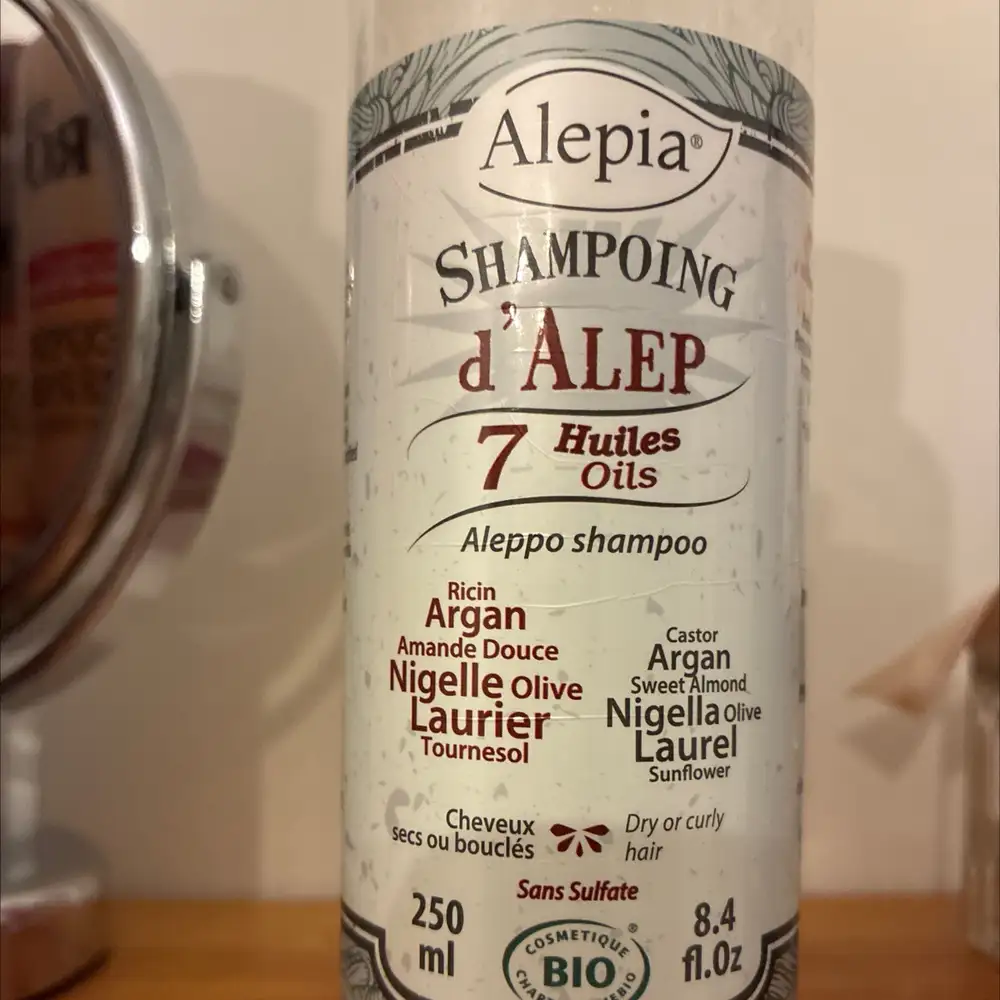 Alepia®
SHAMPOING
d'ALEP
7 Huiles
Oils
Aleppo shampoo
Ricin
Argan
Amande Douce
Nigelle Olive
Laurier
Tournesol
Castor
Argan
Sweet Almond
Nigella Olive
Laurel
Sunflower
Cheveux
secs ou bouclés
Dry or curly
hair
Sans Sulfate
250
ml
8.4
fl.Oz
COSMETIQUE
®
BIO